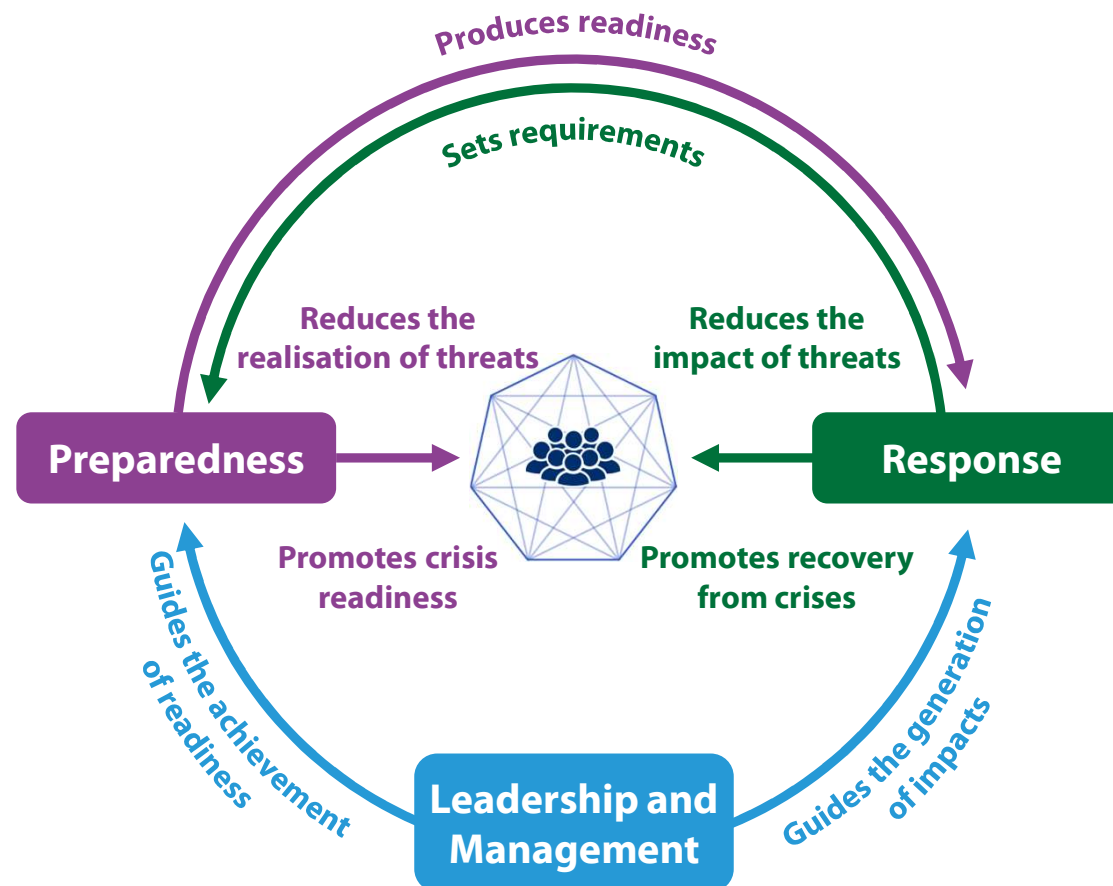 Produces readiness
Sets requirements
Reduces the
realisation of threats
Reduces the
impact of threats
Preparedness
Response
Promotes crisis
readiness
Promotes recovery
from crises
Guides the achievement
of readiness
Guides the generation
of impacts
Leadership and
Management